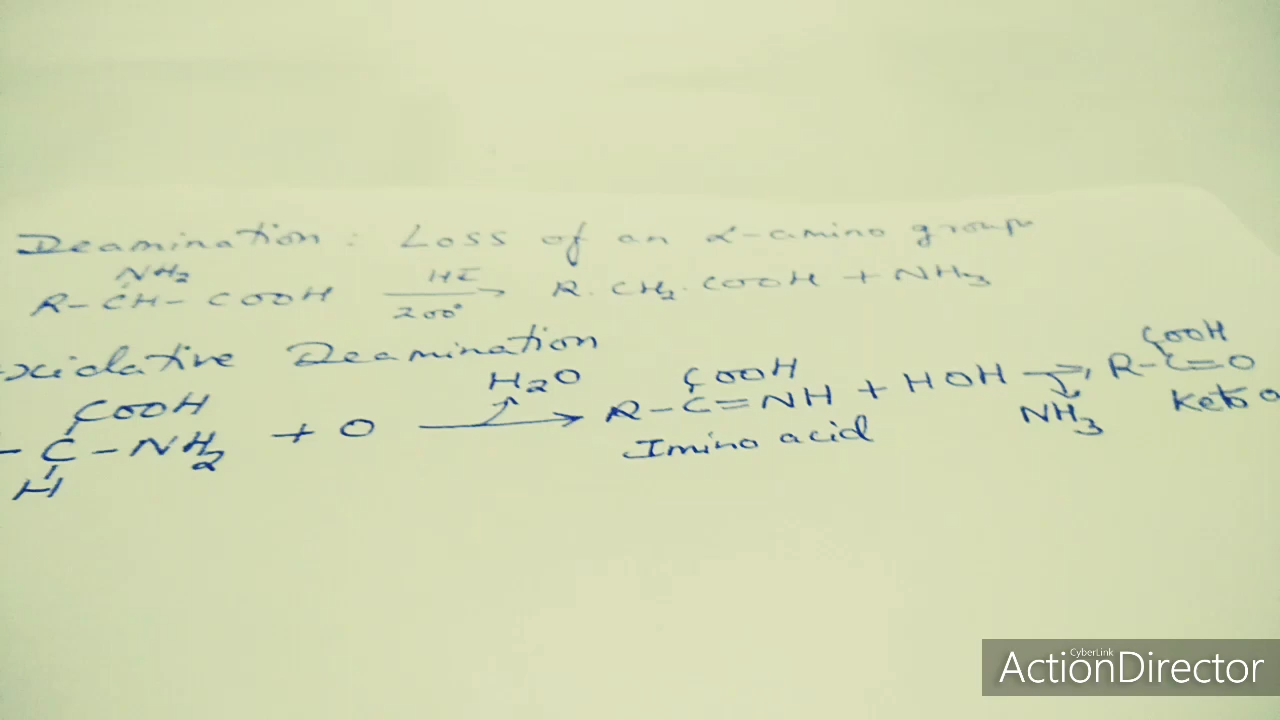 Deamination: Loss of an α-amino group
NH₂
R-CH-COOH HI 200° → R.CH₂.COOH + NH₃
Oxidative Deamination
COOH H₂O COOH COOH
-C-NH₂ + O → R-C=NH + HOH → R-C=O
H Imino acid NH₃ Keto a
CyberLink
ActionDirector